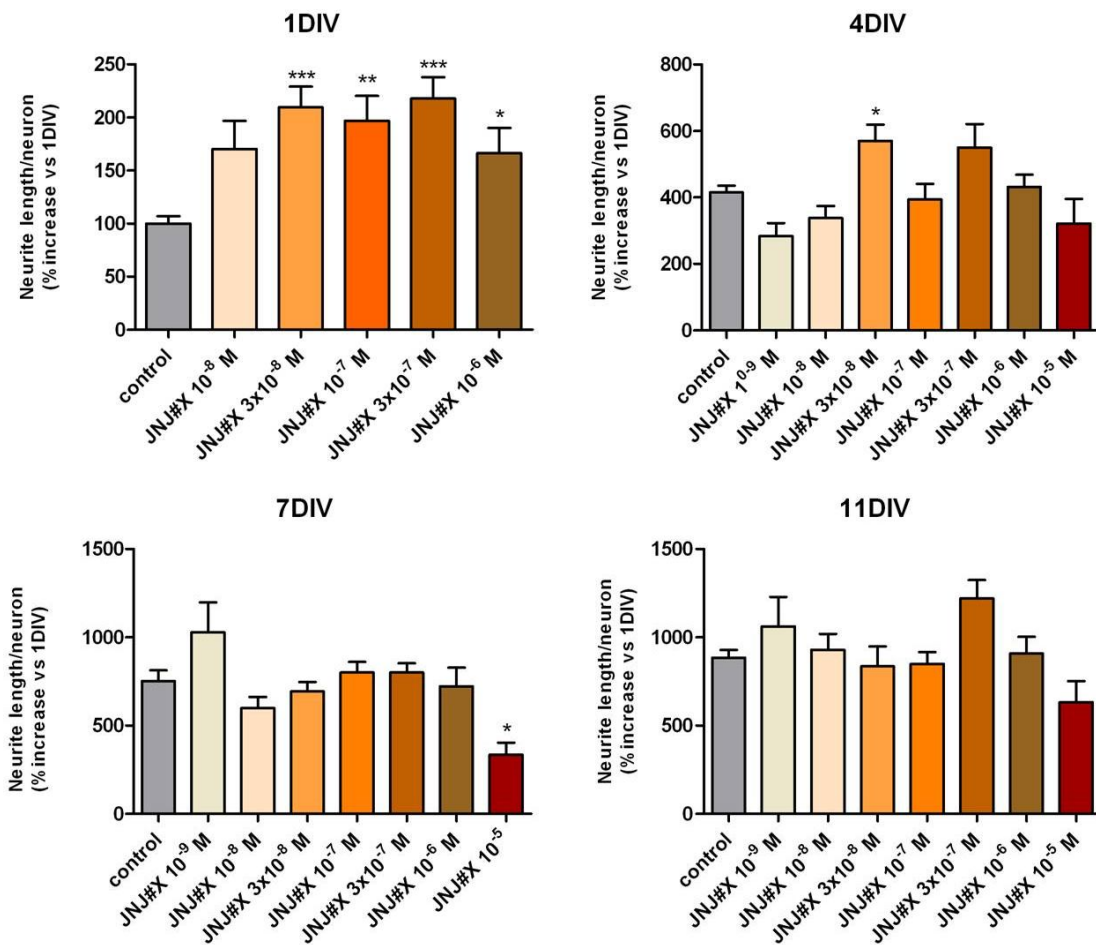 1DIV
Neurite length/neuron
(% increase vs 1DIV)
250
200
150
100
50
0
***
**
***
*
control
JNJ#X 10⁻⁸ M
JNJ#X 3x10⁻⁸ M
JNJ#X 10⁻⁷ M
JNJ#X 3x10⁻⁷ M
JNJ#X 10⁻⁶ M
4DIV
Neurite length/neuron
(% increase vs 1DIV)
800
600
400
200
0
*
control
JNJ#X 1⁰⁻⁹ M
JNJ#X 10⁻⁸ M
JNJ#X 3x10⁻⁸ M
JNJ#X 10⁻⁷ M
JNJ#X 3x10⁻⁷ M
JNJ#X 10⁻⁶ M
JNJ#X 10⁻⁵ M
7DIV
Neurite length/neuron
(% increase vs 1DIV)
1500
1000
500
0
*
control
JNJ#X 10⁻⁹ M
JNJ#X 10⁻⁸ M
JNJ#X 3x10⁻⁸ M
JNJ#X 10⁻⁷ M
JNJ#X 3x10⁻⁷ M
JNJ#X 10⁻⁶ M
JNJ#X 10⁻⁵
11DIV
Neurite length/neuron
(% increase vs 1DIV)
1500
1000
500
0
control
JNJ#X 10⁻⁹ M
JNJ#X 10⁻⁸ M
JNJ#X 3x10⁻⁸ M
JNJ#X 10⁻⁷ M
JNJ#X 3x10⁻⁷ M
JNJ#X 10⁻⁶ M
JNJ#X 10⁻⁵ M